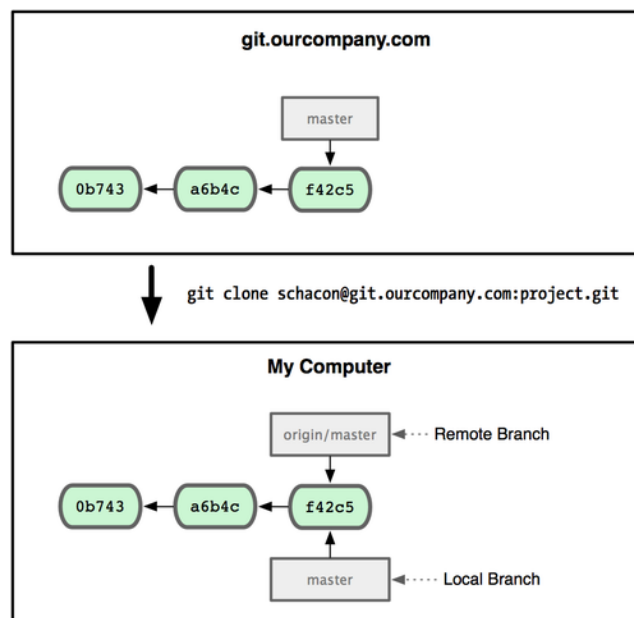 git.ourcompany.com
master
0b743 a6b4c f42c5
git clone schacon@git.ourcompany.com:project.git
My Computer
origin/master Remote Branch
0b743 a6b4c f42c5
master Local Branch